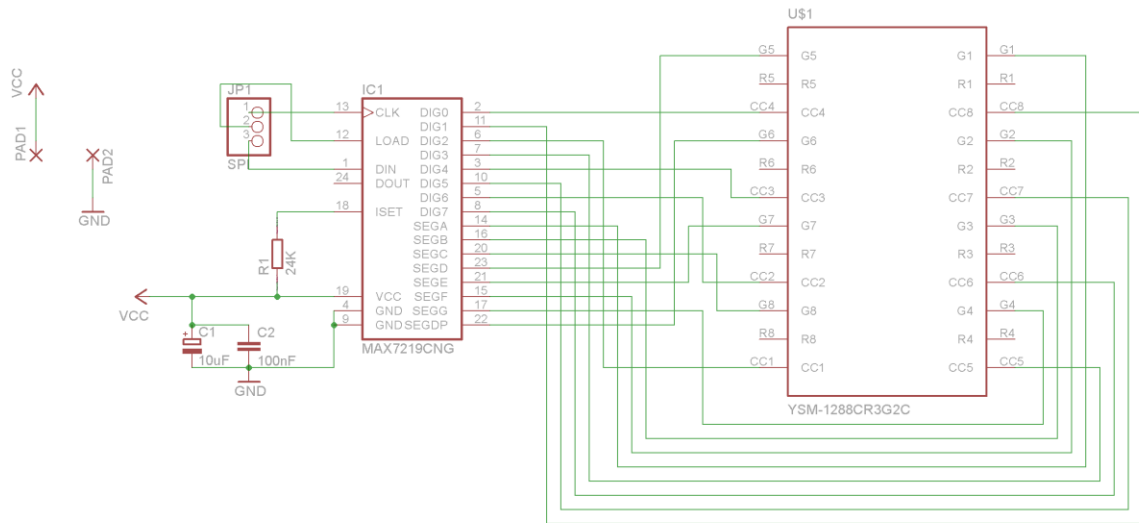 VCC
PAD1
PAD2
GND
JP1
1
2
3
SPI
IC1
13 CLK DIG0 2
DIG1 11
12 LOAD DIG2 6
DIG3 7
1 DIN DIG4 3
24 DOUT DIG5 10
DIG6 5
18 ISET DIG7 8
SEGA 14
SEGB 16
SEGC 20
SEGD 23
SEGE 21
19 VCC SEGF 15
4 GND SEGG 17
9 GND SEGDP 22
MAX7219CNG
R1
24K
VCC
+
C1
10uF
C2
100nF
GND
U$1
G5 G5 G1 G1
R5 R5 R1 R1
CC4 CC4 CC8 CC8
G6 G6 G2 G2
R6 R6 R2 R2
CC3 CC3 CC7 CC7
G7 G7 G3 G3
R7 R7 R3 R3
CC2 CC2 CC6 CC6
G8 G8 G4 G4
R8 R8 R4 R4
CC1 CC1 CC5 CC5
YSM-1288CR3G2C